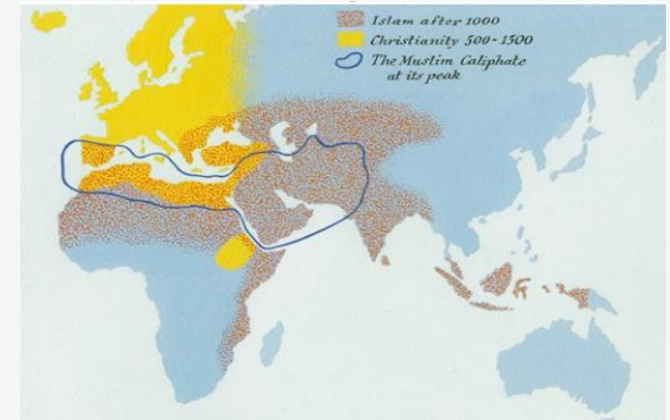 Islam after 1000
Christianity 500-1500
The Muslim Caliphate
at its peak